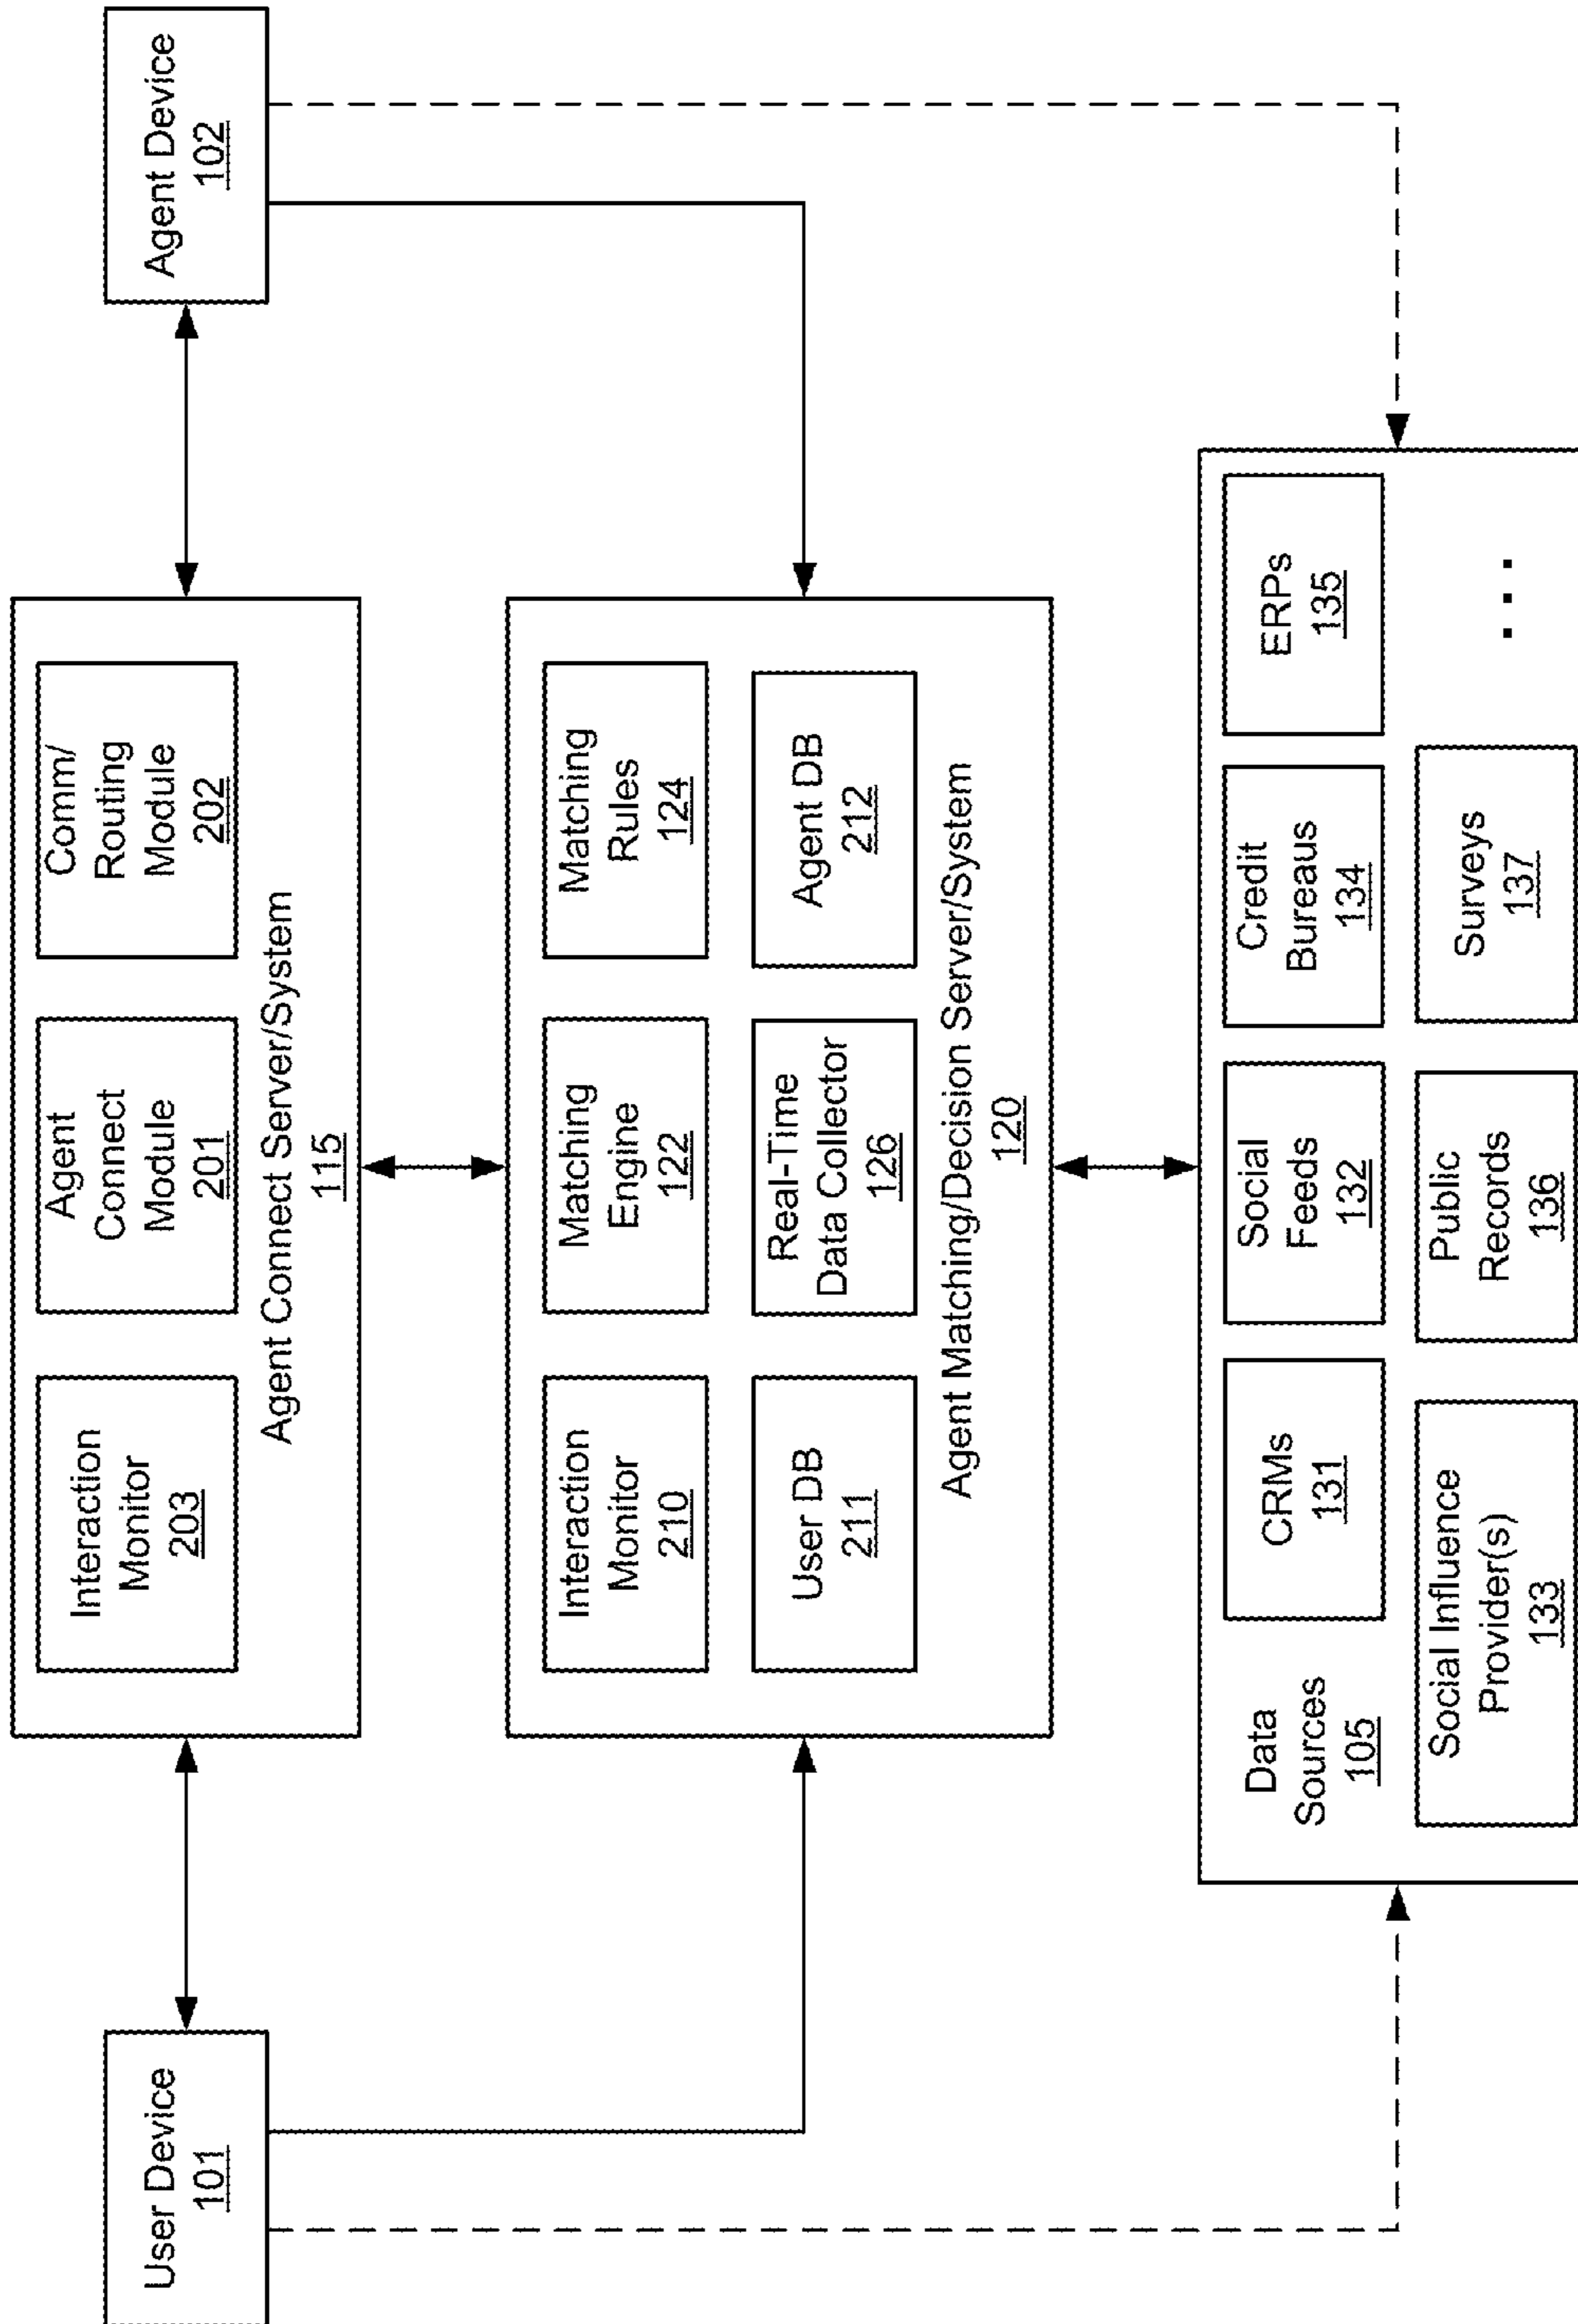 User Device
101
Interaction
Monitor
203
Agent
Connect
Module
201
Comm/
Routing
Module
202
Agent Connect Server/System
115
Agent Device
102
Interaction
Monitor
210
Matching
Engine
122
Matching
Rules
124
User DB
211
Real-Time
Data Collector
126
Agent DB
212
Agent Matching/Decision Server/System
120
Data
Sources
105
CRMs
131
Social
Feeds
132
Credit
Bureaus
134
ERPs
135
Social Influence
Provider(s)
133
Public
Records
136
Surveys
137
...